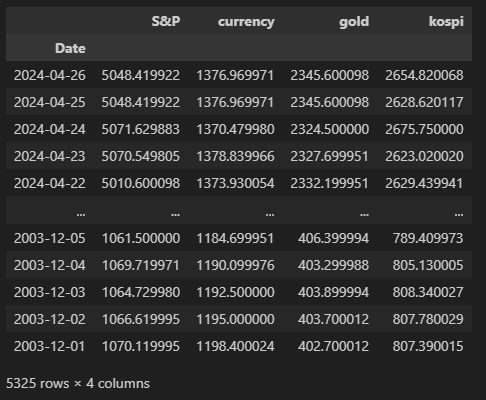 S&P currency gold kospi
Date
2024-04-26 5048.419922 1376.969971 2345.600098 2654.820068
2024-04-25 5048.419922 1376.969971 2345.600098 2628.620117
2024-04-24 5071.629883 1370.479980 2324.500000 2675.750000
2024-04-23 5070.549805 1378.839966 2327.699951 2623.020020
2024-04-22 5010.600098 1373.930054 2332.199951 2629.439941
... ... ... ... ...
2003-12-05 1061.500000 1184.699951 406.399994 789.409973
2003-12-04 1069.719971 1190.099976 403.299988 805.130005
2003-12-03 1064.729980 1192.500000 403.899994 808.340027
2003-12-02 1066.619995 1195.000000 403.700012 807.780029
2003-12-01 1070.119995 1198.400024 402.700012 807.390015
5325 rows × 4 columns